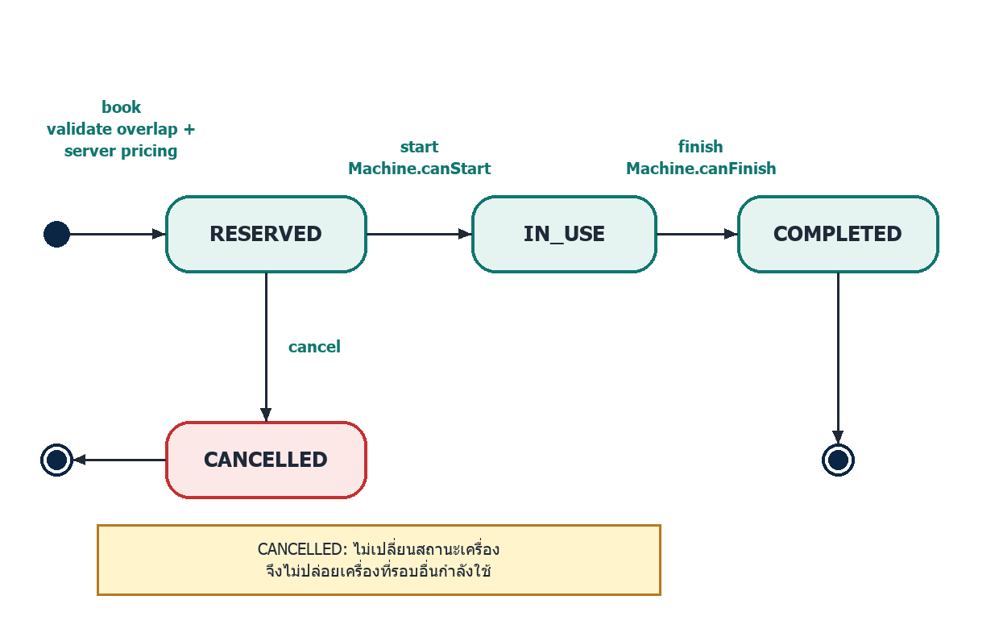 book
validate overlap +
server pricing
start
Machine.canStart
finish
Machine.canFinish
RESERVED
IN_USE
COMPLETED
cancel
CANCELLED
CANCELLED: ไม่เปลี่ยนสถานะเครื่อง
จึงไม่ปล่อยเครื่องที่รอบอื่นกำลังใช้